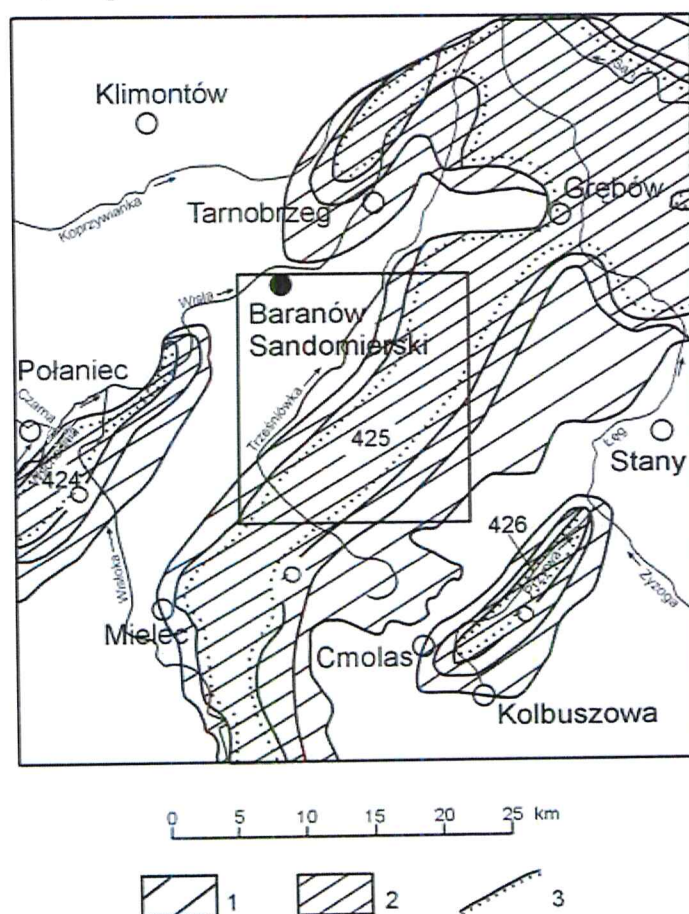 San
Klimontów
Koprzywianka
Tarnobrzeg
Grębów
Wisła
Baranów
Sandomierski
Połaniec
Czarna
Trześniówka
425
424
Łęg
Stany
426
Wisłoka
Zyzoga
Mielec
Cmolas
Kolbuszowa
0 5 10 15 20 25 km
1 2 3